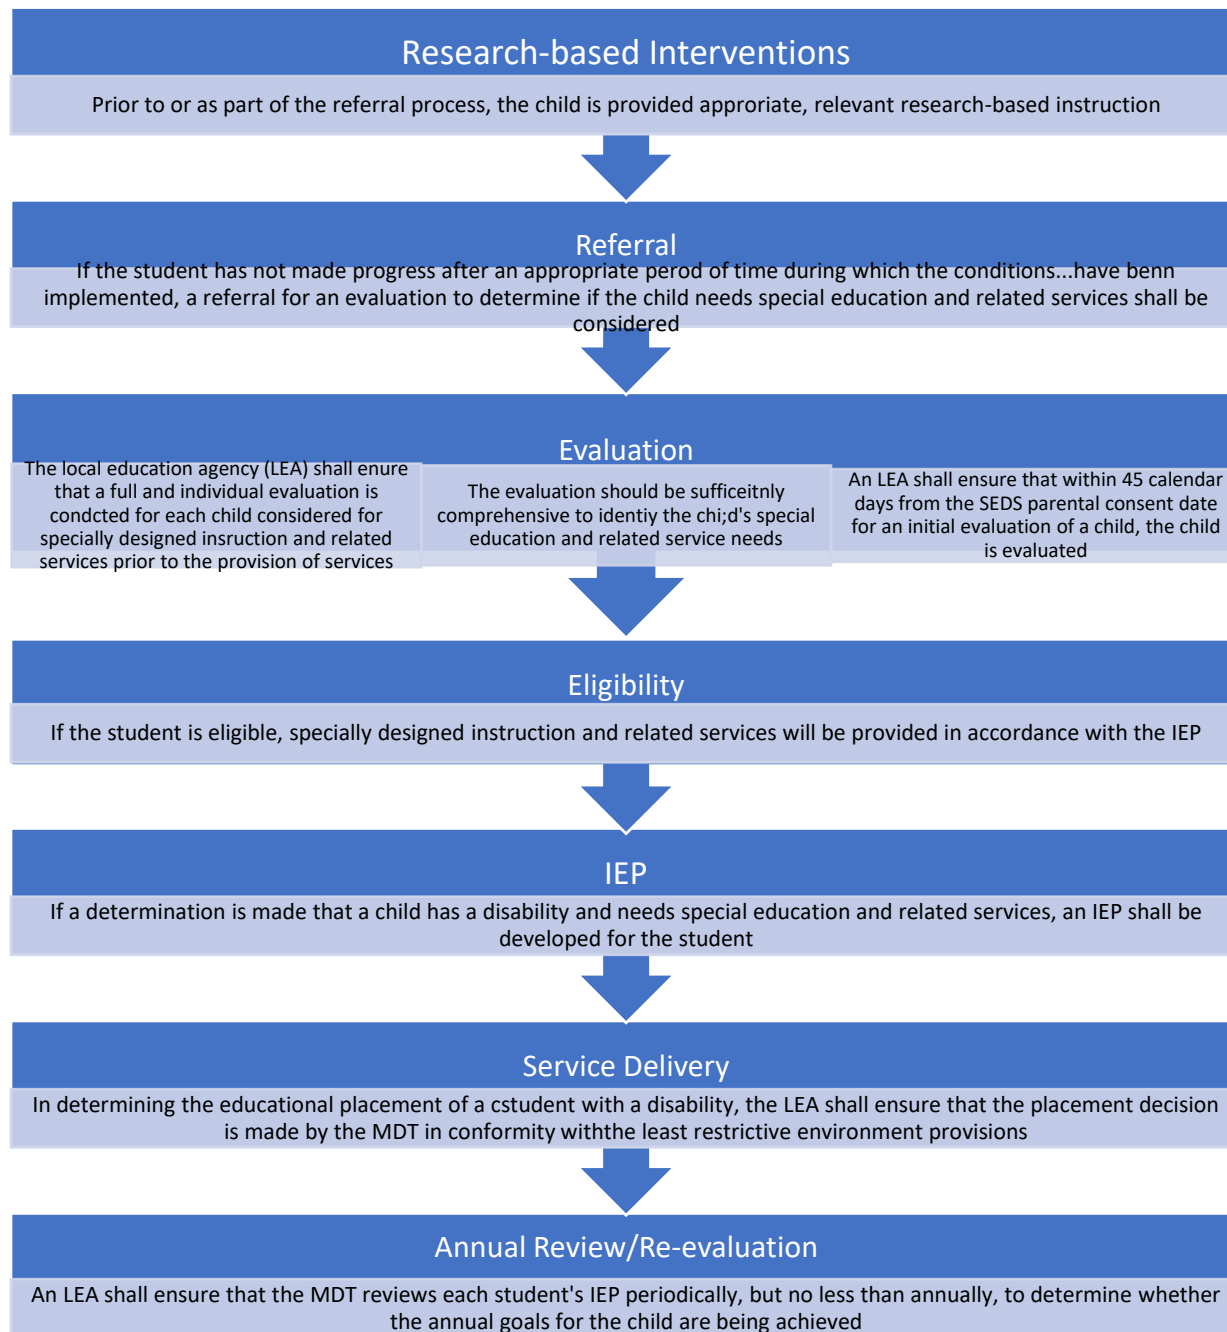 Research-based Interventions
Prior to or as part of the referral process, the child is provided approriate, relevant research-based instruction
Referral
If the student has not made progress after an appropriate perod of time during which the conditions...have benn
implemented, a referral for an evaluation to determine if the child needs special education and related services shall be
considered
Evaluation
The local education agency (LEA) shall enure
that a full and individual evaluation is
condcted for each child considered for
specially designed insruction and related
services prior to the provision of services
The evaluation should be sufficeitnly
comprehensive to identiy the chi;d's special
education and related service needs
An LEA shall ensure that within 45 calendar
days from the SEDS parental consent date
for an initial evaluation of a child, the child
is evaluated
Eligibility
If the student is eligible, specially designed instruction and related services will be provided in accordance with the IEP
IEP
If a determination is made that a child has a disability and needs special education and related services, an IEP shall be
developed for the student
Service Delivery
In determining the educational placement of a cstudent with a disability, the LEA shall ensure that the placement decision
is made by the MDT in conformity withthe least restrictive environment provisions
Annual Review/Re-evaluation
An LEA shall ensure that the MDT reviews each student's IEP periodically, but no less than annually, to determine whether
the annual goals for the child are being achieved